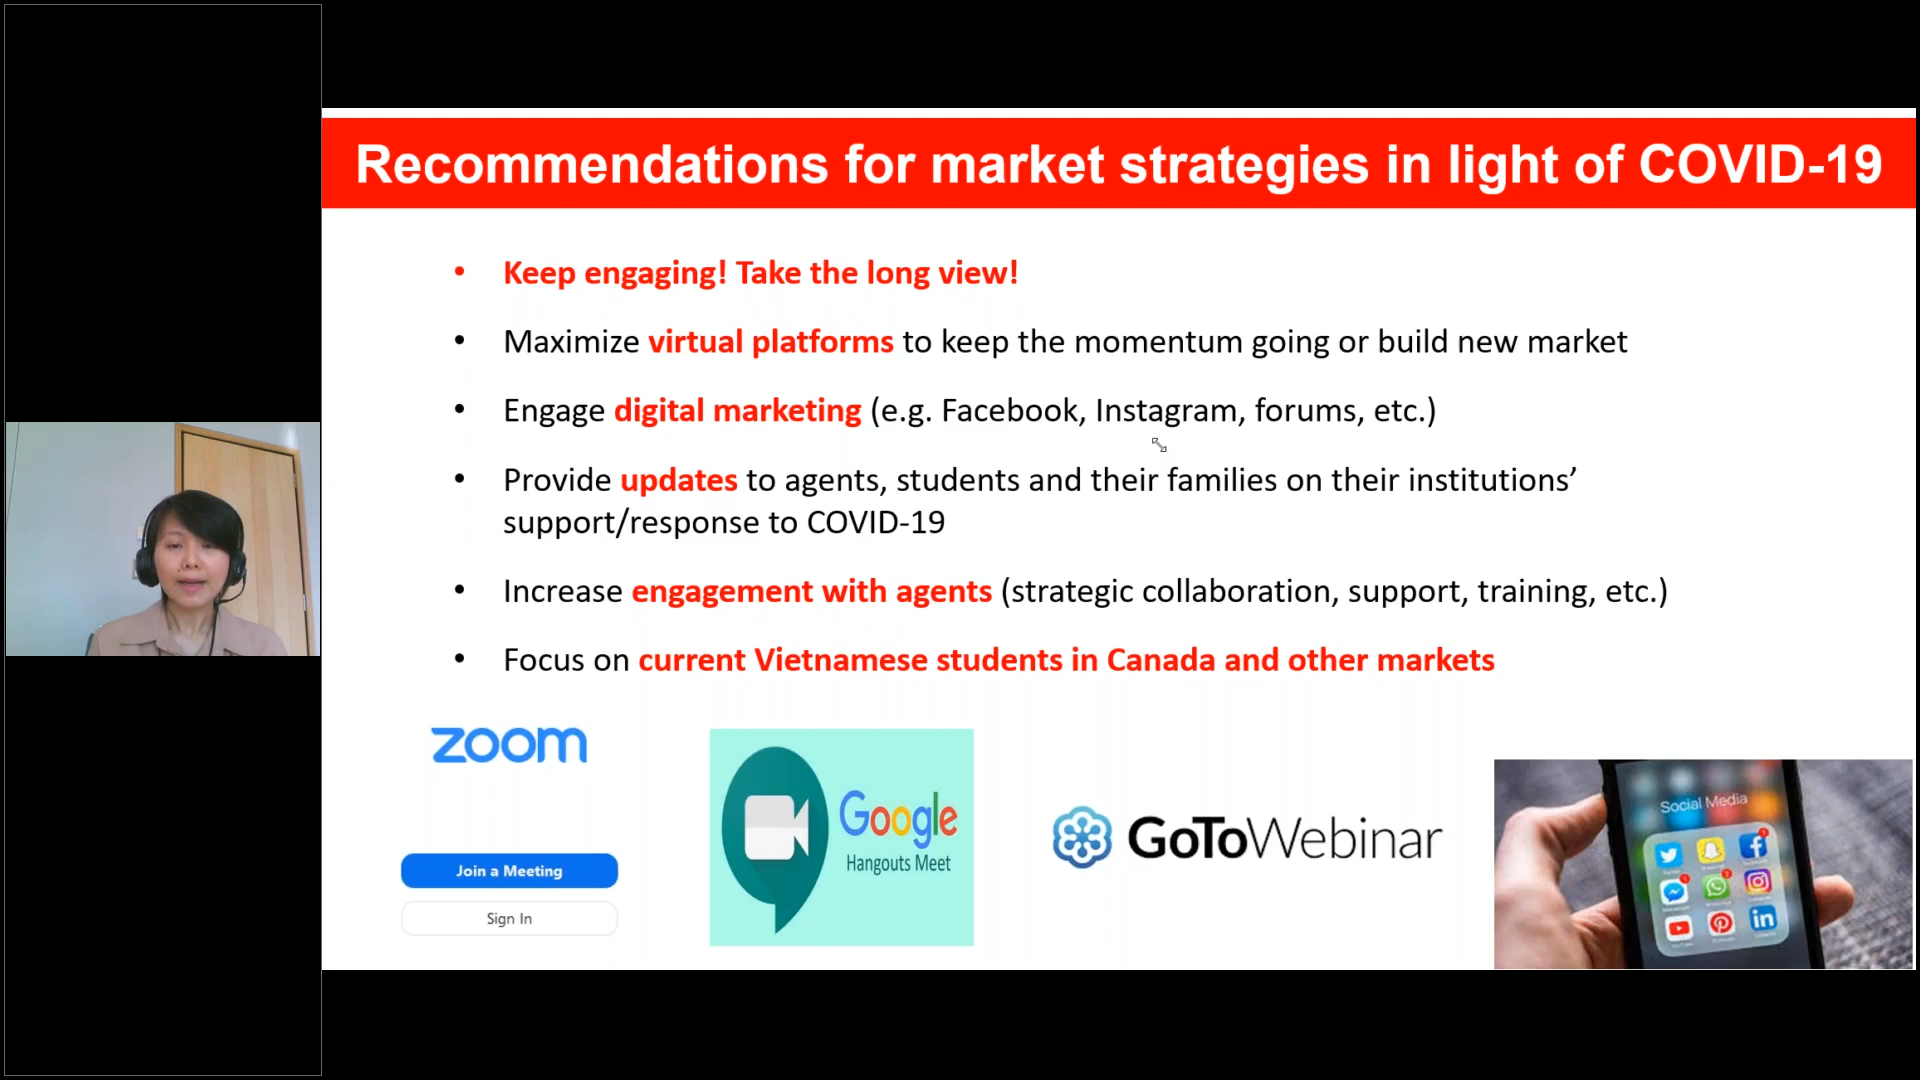 Recommendations for market strategies in light of COVID-19
• Keep engaging! Take the long view!
• Maximize virtual platforms to keep the momentum going or build new market
• Engage digital marketing (e.g. Facebook, Instagram, forums, etc.)
• Provide updates to agents, students and their families on their institutions’
support/response to COVID-19
• Increase engagement with agents (strategic collaboration, support, training, etc.)
• Focus on current Vietnamese students in Canada and other markets
zoom
Join a Meeting
Sign In
Google
Hangouts Meet
GoToWebinar
Social Media